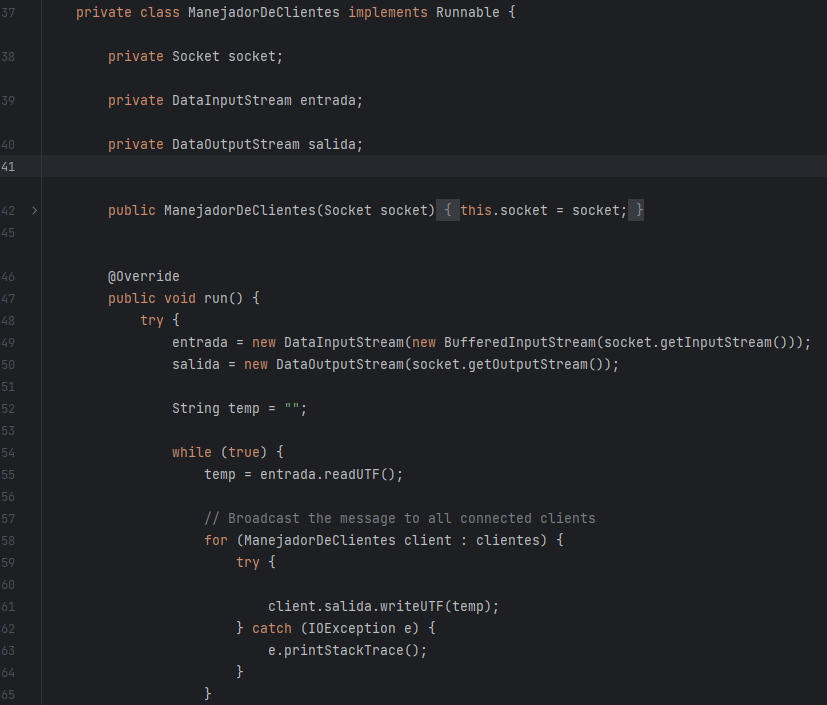 37 private class ManejadorDeClientes implements Runnable {
38 private Socket socket;
39 private DataInputStream entrada;
40 private DataOutputStream salida;
41
42 public ManejadorDeClientes(Socket socket) { this.socket = socket; }
45
46 @Override
47 public void run() {
48 try {
49 entrada = new DataInputStream(new BufferedInputStream(socket.getInputStream()));
50 salida = new DataOutputStream(socket.getOutputStream());
51
52 String temp = "";
53
54 while (true) {
55 temp = entrada.readUTF();
56
57 // Broadcast the message to all connected clients
58 for (ManejadorDeClientes client : clientes) {
59 try {
60
61 client.salida.writeUTF(temp);
62 } catch (IOException e) {
63 e.printStackTrace();
64 }
65 }